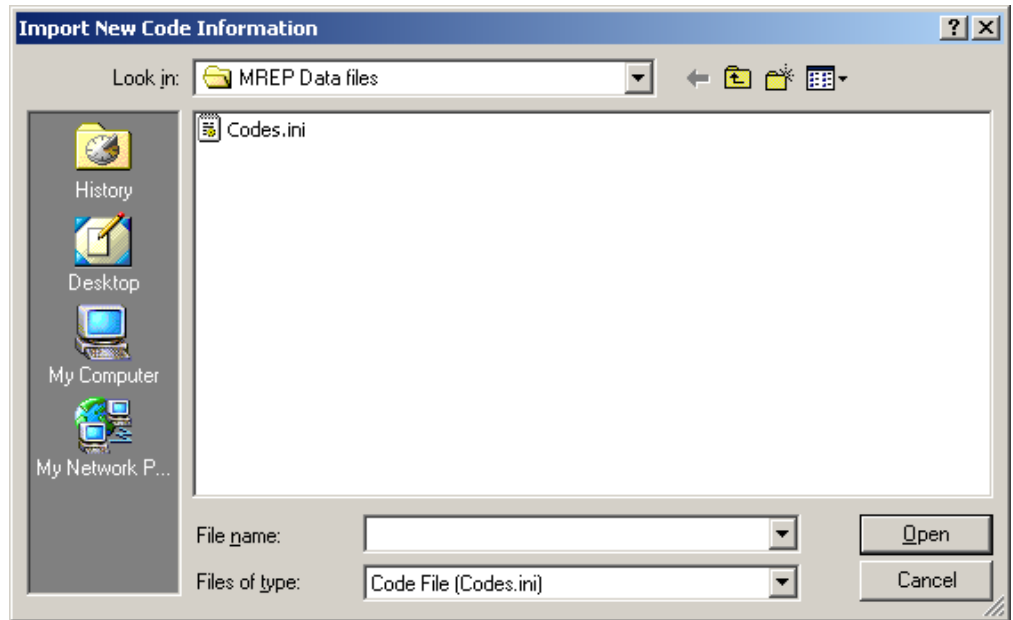 Import New Code Information
Look in: MREP Data files
Codes.ini
History
Desktop
My Computer
My Network P...
File name:
Open
Files of type: Code File (Codes.ini)
Cancel